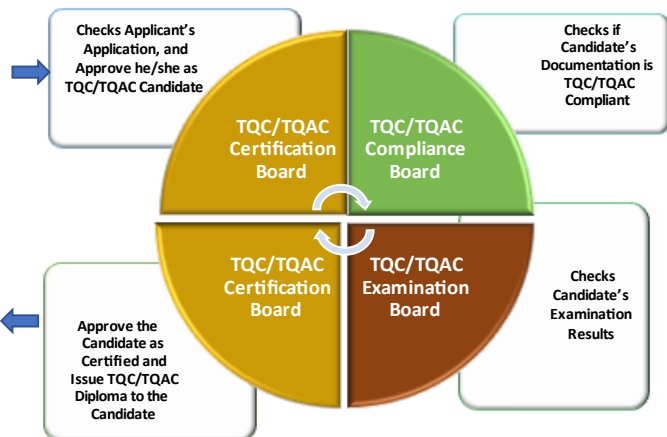 Checks Applicant's
Application, and
Approve he/she as
TQC/TQAC Candidate
Checks if
Candidate's
Documentation is
TQC/TQAC
Compliant
TQC/TQAC
Certification
Board
TQC/TQAC
Compliance
Board
TQC/TQAC
Certification
Board
TQC/TQAC
Examination
Board
Checks
Candidate's
Examination
Results
Approve the
Candidate as
Certified and
Issue TQC/TQAC
Diploma to the
Candidate